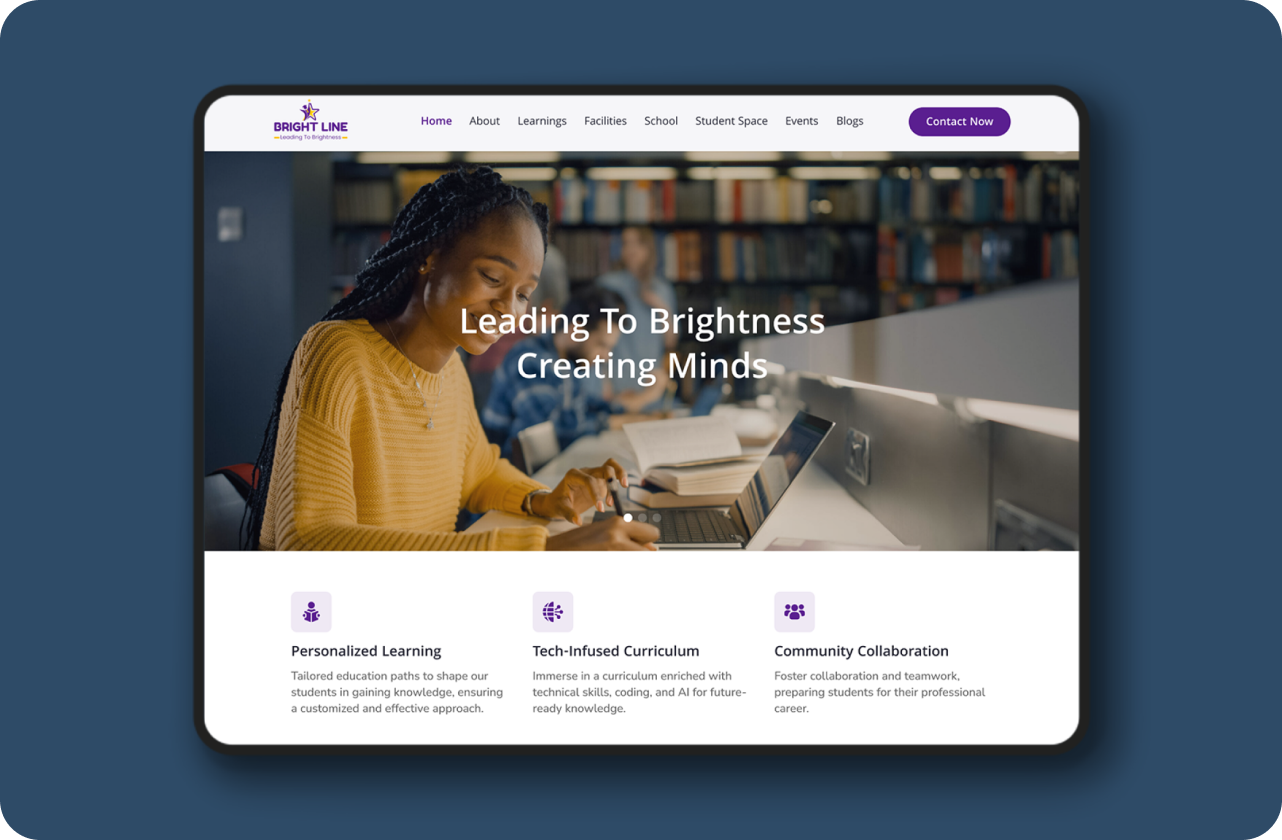 BRIGHT LINE
Leading To Brightness
Home About Learnings Facilities School Student Space Events Blogs Contact Now
Leading To Brightness
Creating Minds
Personalized Learning
Tailored education paths to shape our
students in gaining knowledge, ensuring
a customized and effective approach.
Tech-Infused Curriculum
Immerse in a curriculum enriched with
technical skills, coding, and AI for future-
ready knowledge.
Community Collaboration
Foster collaboration and teamwork,
preparing students for their professional
career.